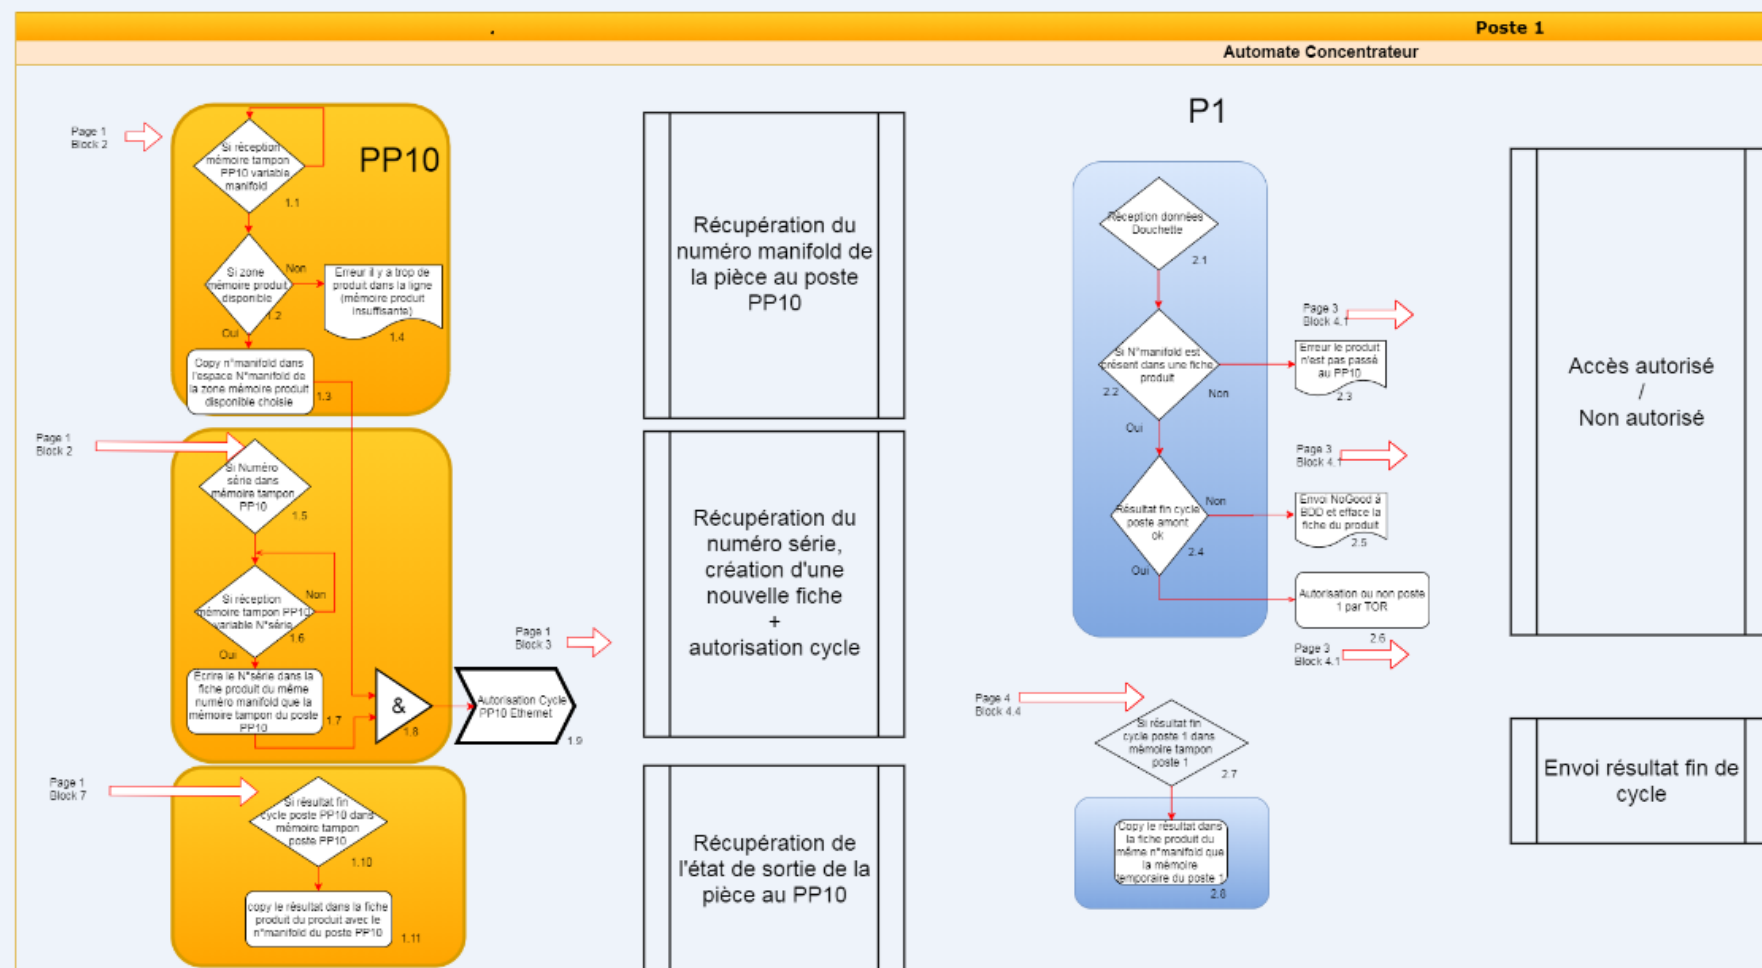 .
Poste 1
Automate Concentrateur
Page 1
Block 2
PP10
Si réception
mémoire tampon
PP10 variable
manifold
1.1
Si zone
mémoire produit
disponible
1.2
Non
Oui
Erreur il y a trop de
produit dans la ligne
(mémoire produit
insuffisante)
1.4
Copy n°manifold dans
l'espace N°manifold de
la zone mémoire produit
disponible choisie
1.3
Récupération du
numéro manifold de
la pièce au poste
PP10
Page 1
Block 2
Si Numéro
série dans
mémoire tampon
PP10
1.5
Si réception
mémoire tampon PP10
variable N°série
1.6
Non
Oui
Ecrire le N°série dans la
fiche produit du même
numéro manifold que la
mémoire tampon du poste
PP10
1.7
&
1.8
Page 1
Block 3
Autorisation Cycle
PP10 Ethernet
1.9
Récupération du
numéro série,
création d'une
nouvelle fiche
+
autorisation cycle
Page 1
Block 7
Si résultat fin
cycle poste PP10 dans
mémoire tampon
poste PP10
1.10
copy le résultat dans la fiche
produit du produit avec le
n°manifold du poste PP10
1.11
Récupération de
l'état de sortie de la
pièce au PP10
P1
Réception données
Douchette
2.1
Si N°manifold est
présent dans une fiche
produit
2.2
Non
Oui
Page 3
Block 4.1
Erreur le produit
n'est pas passé
au PP10
2.3
Résultat fin cycle
poste amont
ok
2.4
Non
Oui
Page 3
Block 4.1
Envoi NoGood à
BDD et efface la
fiche du produit
2.5
Autorisation ou non poste
1 par TOR
2.6
Page 3
Block 4.1
Accès autorisé
/
Non autorisé
Page 4
Block 4.4
Si résultat fin
cycle poste 1 dans
mémoire tampon
poste 1
2.7
Copy le résultat dans
la fiche produit du
même n°manifold que
la mémoire
temporaire du poste 1
2.8
Envoi résultat fin de
cycle